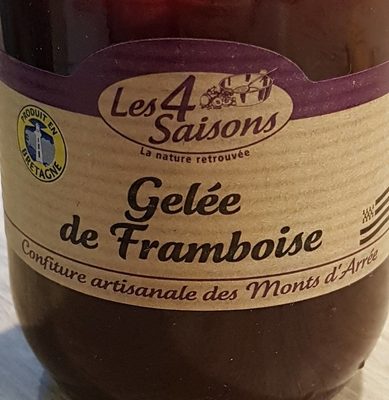 Les 4 Saisons
La nature retrouvée
PRODUIT EN BRETAGNE
Gelée
de Framboise
Confiture artisanale des Monts d'Arrée